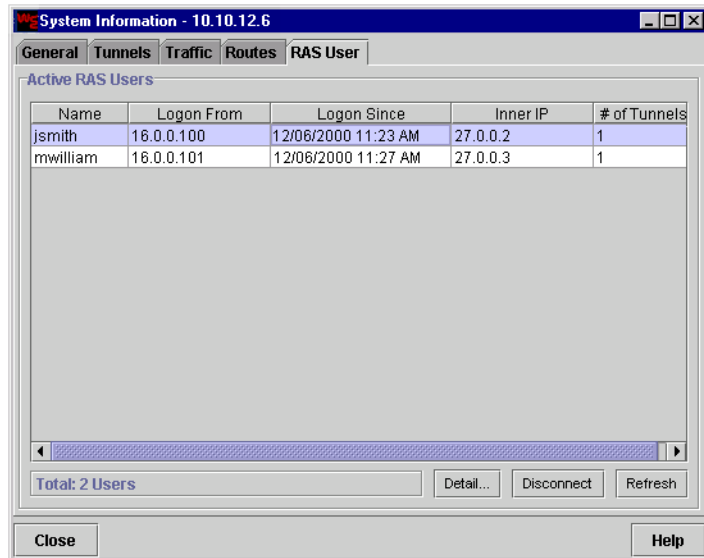 System Information - 10.10.12.6
General Tunnels Traffic Routes RAS User
Active RAS Users
Name Logon From Logon Since Inner IP # of Tunnels
jsmith 16.0.0.100 12/06/2000 11:23 AM 27.0.0.2 1
mwilliam 16.0.0.101 12/06/2000 11:27 AM 27.0.0.3 1
Total: 2 Users Detail... Disconnect Refresh
Close Help